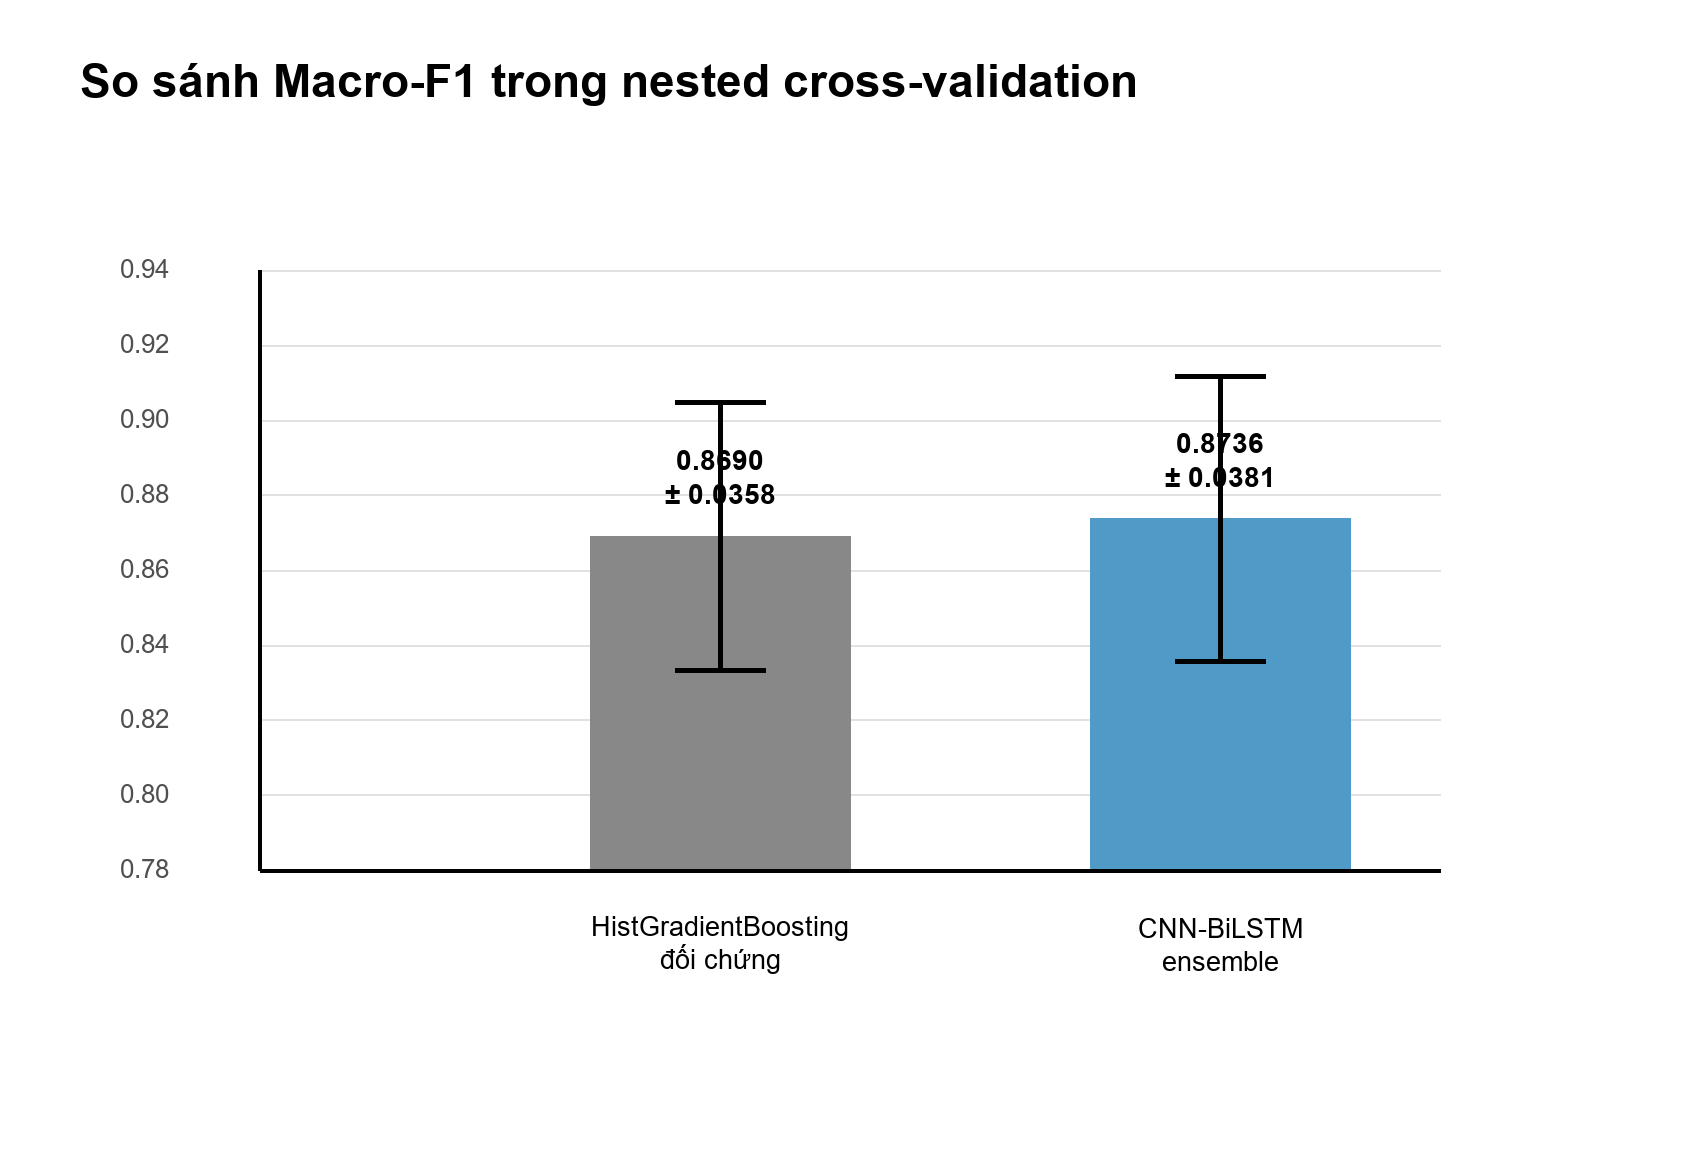 So sánh Macro-F1 trong nested cross-validation
0.94
0.92
0.90
0.88
0.86
0.84
0.82
0.80
0.78
0.8690
± 0.0358
0.8736
± 0.0381
HistGradientBoosting
đối chứng
CNN-BiLSTM
ensemble